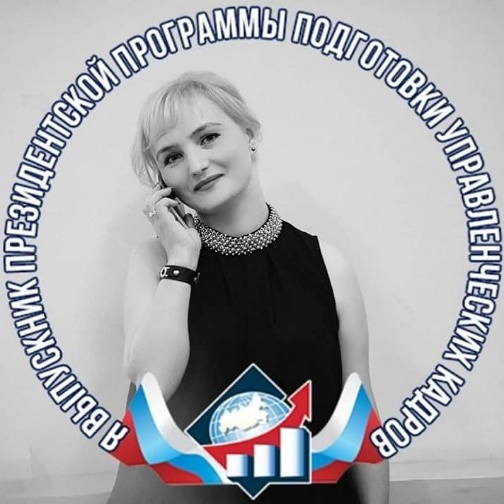 Я ВЫПУСКНИК ПРЕЗИДЕНТСКОЙ ПРОГРАММЫ ПОДГОТОВКИ УПРАВЛЕНЧЕСКИХ КАДРОВ